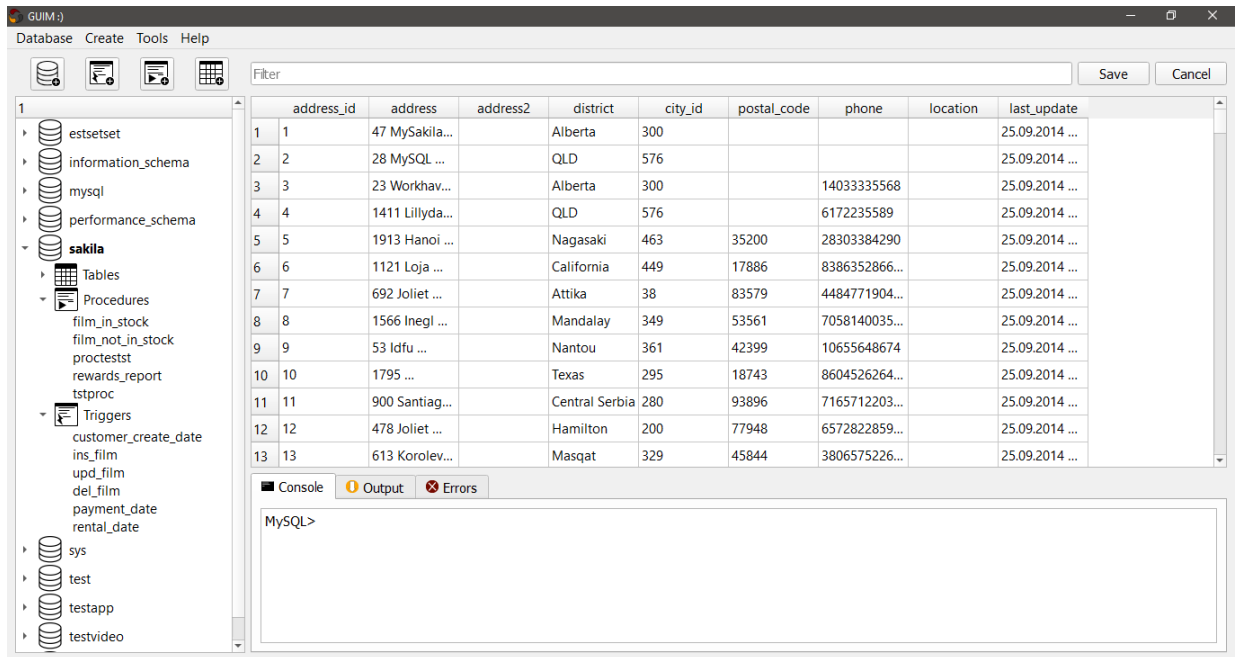 GUIM :)
Database Create Tools Help
Filter Save Cancel
1
estsetset
information_schema
mysql
performance_schema
sakila
Tables
Procedures
film_in_stock
film_not_in_stock
proctestst
rewards_report
tstproc
Triggers
customer_create_date
ins_film
upd_film
del_film
payment_date
rental_date
sys
test
testapp
testvideo
address_id address address2 district city_id postal_code phone location last_update
1 1 47 MySakila... Alberta 300 25.09.2014 ...
2 2 28 MySQL ... QLD 576 25.09.2014 ...
3 3 23 Workhav... Alberta 300 14033335568 25.09.2014 ...
4 4 1411 Lillyda... QLD 576 6172235589 25.09.2014 ...
5 5 1913 Hanoi ... Nagasaki 463 35200 28303384290 25.09.2014 ...
6 6 1121 Loja ... California 449 17886 8386352866... 25.09.2014 ...
7 7 692 Joliet ... Attika 38 83579 4484771904... 25.09.2014 ...
8 8 1566 Inegl ... Mandalay 349 53561 7058140035... 25.09.2014 ...
9 9 53 Idfu ... Nantou 361 42399 10655648674 25.09.2014 ...
10 10 1795 ... Texas 295 18743 8604526264... 25.09.2014 ...
11 11 900 Santiag... Central Serbia 280 93896 7165712203... 25.09.2014 ...
12 12 478 Joliet ... Hamilton 200 77948 6572822859... 25.09.2014 ...
13 13 613 Korolev... Masqat 329 45844 3806575226... 25.09.2014 ...
Console Output Errors
MySQL>